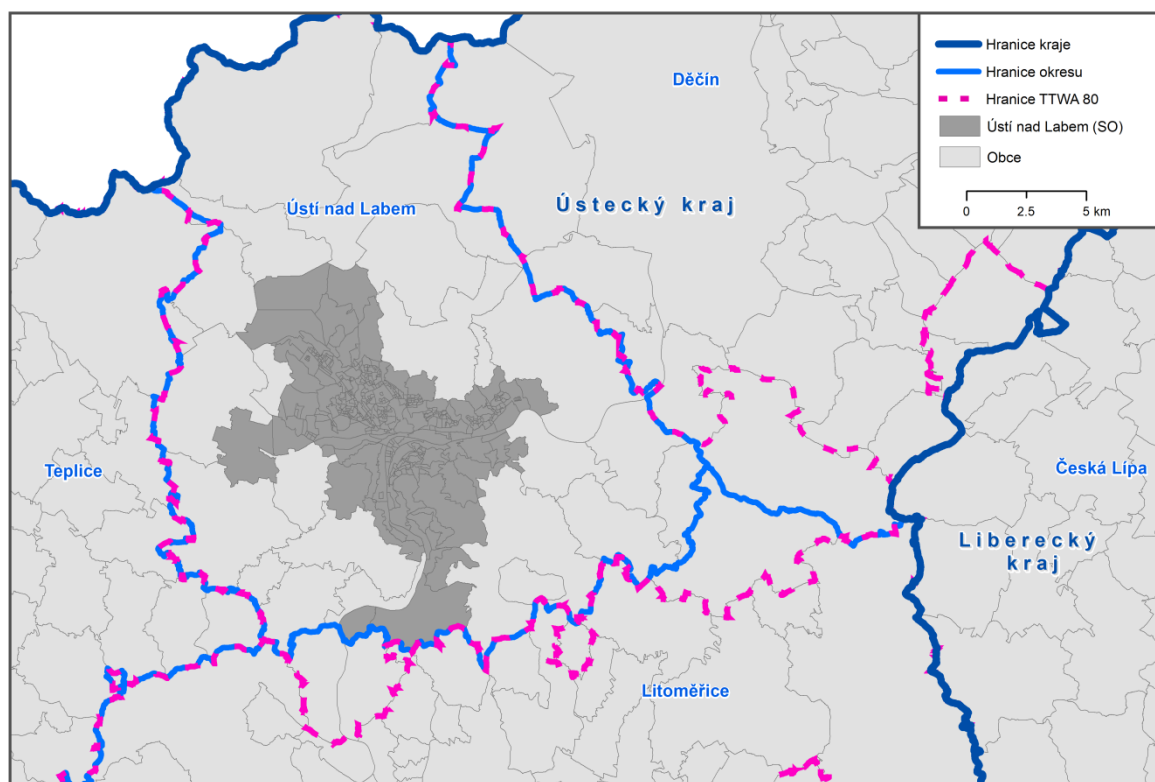 Hranice kraje
Hranice okresu
Hranice TTWA 80
Ústí nad Labem (SO)
Obce
0 2.5 5 km
Děčín
Ústí nad Labem
Ústecký kraj
Teplice
Česká Lípa
Liberecký
kraj
Litoměřice